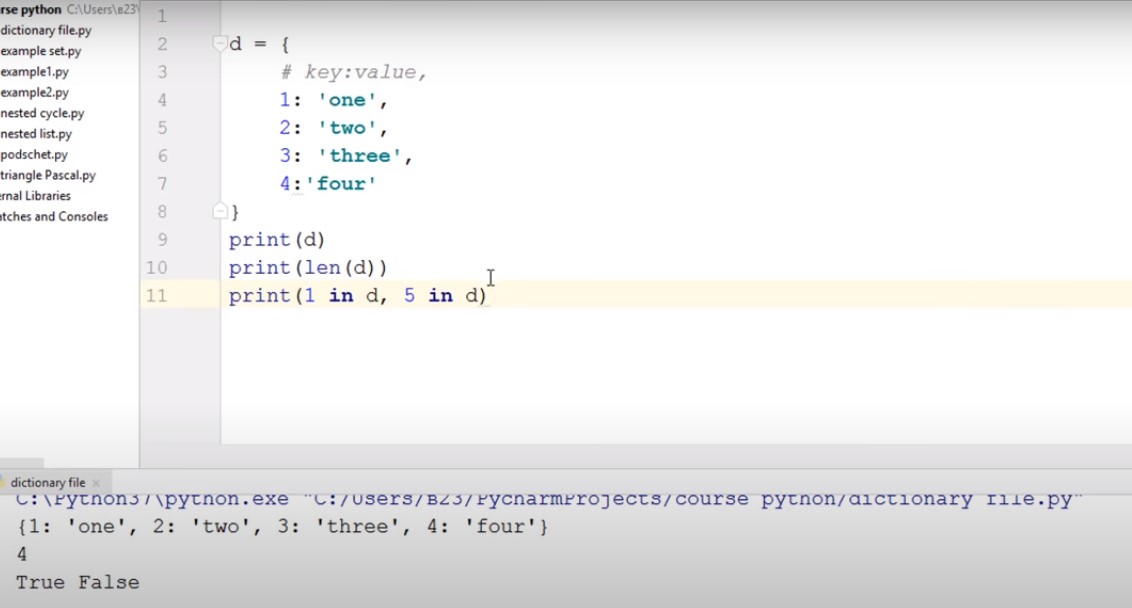 rse python C:\Users\в23\
dictionary file.py
example set.py
example1.py
example2.py
nested cycle.py
nested list.py
podschet.py
triangle Pascal.py
rnal Libraries
atches and Consoles
1
2 d = {
3 # key:value,
4 1: 'one',
5 2: 'two',
6 3: 'three',
7 4:'four'
8 }
9 print(d)
10 print(len(d))
11 print(1 in d, 5 in d)
dictionary file
C:\Python37\python.exe "C:/Users/в23/PycharmProjects/course python/dictionary file.py"
{1: 'one', 2: 'two', 3: 'three', 4: 'four'}
4
True False